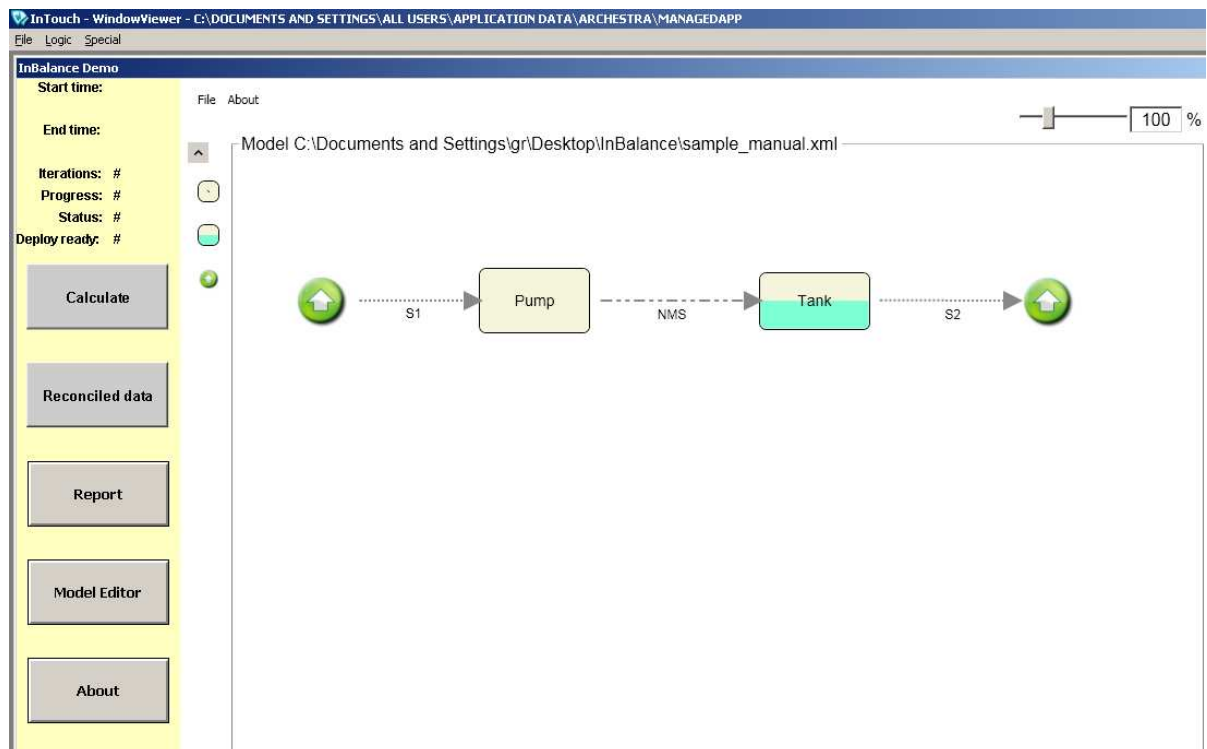 InTouch - WindowViewer - C:\DOCUMENTS AND SETTINGS\ALL USERS\APPLICATION DATA\ARCHESTRA\MANAGEDAPP
File Logic Special
InBalance Demo
Start time:
End time:
Iterations: #
Progress: #
Status: #
Deploy ready: #
Calculate
Reconciled data
Report
Model Editor
About
File About
100 %
Model C:\Documents and Settings\gr\Desktop\InBalance\sample_manual.xml
S1
Pump
NMS
Tank
S2